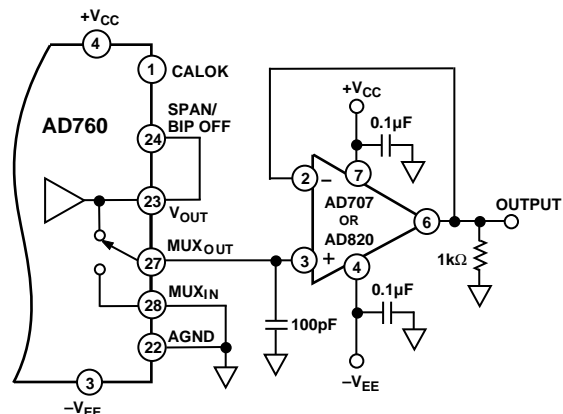 +VCC
4
1
CALOK
SPAN/
BIP OFF
AD760
24
23
VOUT
27
MUXOUT
28
MUXIN
22
AGND
3
–VEE
+VCC
0.1µF
2
–
7
AD707
OR
AD820
6
OUTPUT
3
+
4
1kΩ
0.1µF
100pF
–VEE